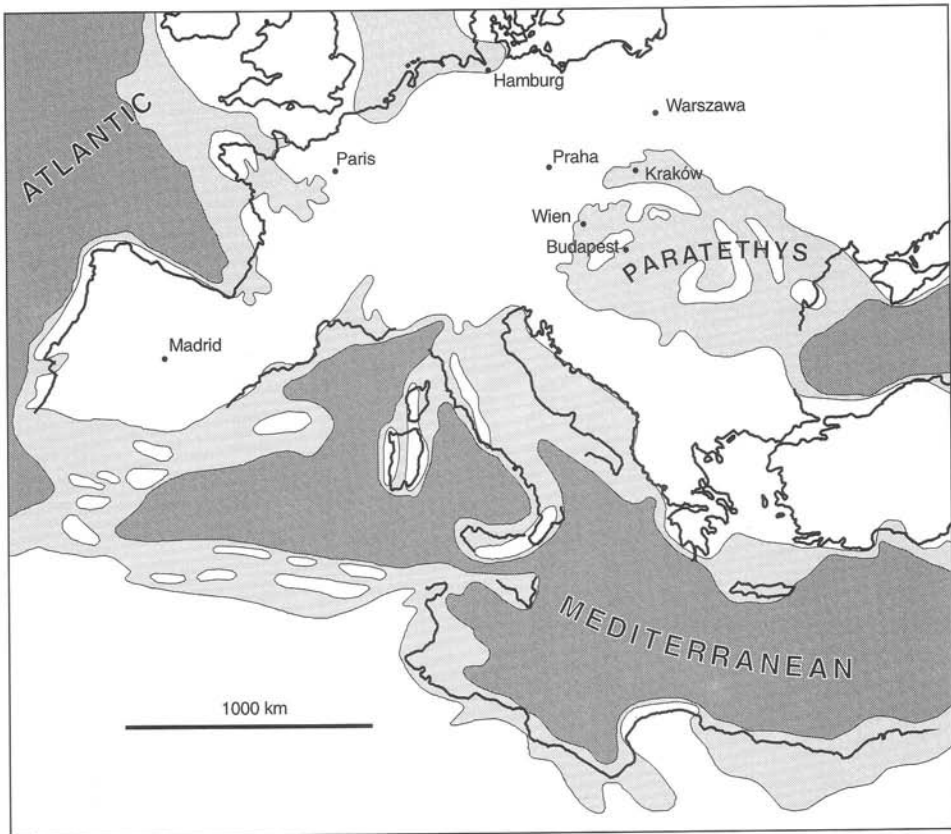 Hamburg
ATLANTIC
Warszawa
Paris
Praha
Kraków
Wien
Budapest
PARATETHYS
Madrid
MEDITERRANEAN
1000 km